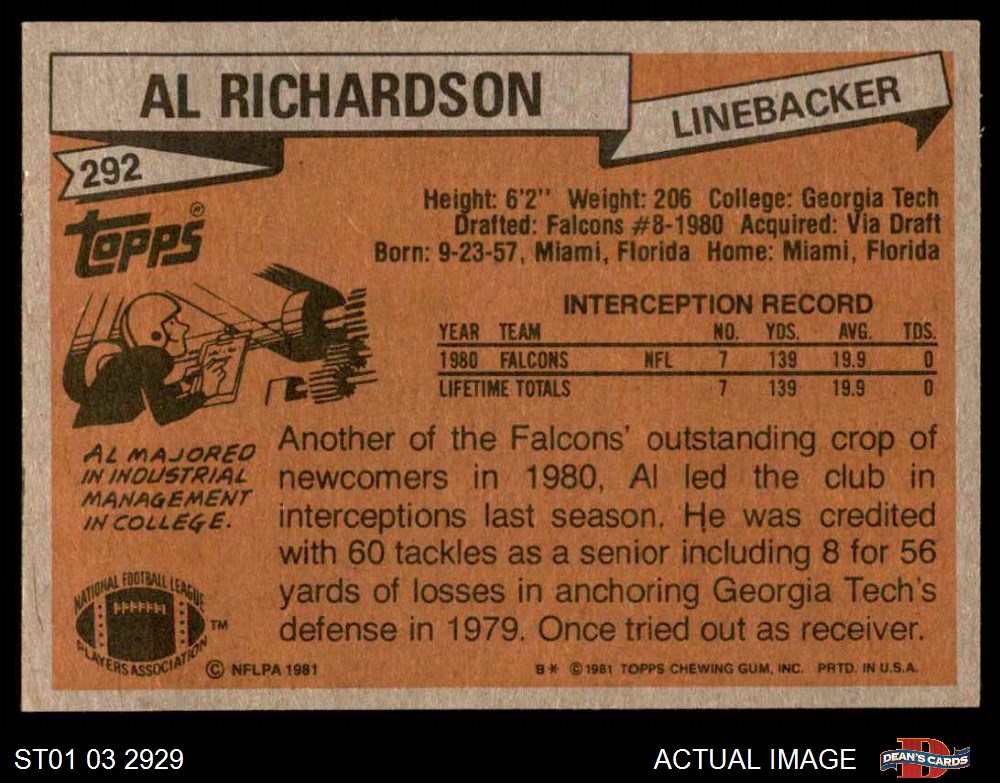 AL RICHARDSON
LINEBACKER
292
TOPPS®
Height: 6'2'' Weight: 206 College: Georgia Tech
Drafted: Falcons #8-1980 Acquired: Via Draft
Born: 9-23-57, Miami, Florida Home: Miami, Florida
INTERCEPTION RECORD
YEAR TEAM NO. YDS. AVG. TDS.
1980 FALCONS NFL 7 139 19.9 0
LIFETIME TOTALS 7 139 19.9 0
AL MAJORED
IN INDUSTRIAL
MANAGEMENT
IN COLLEGE.
Another of the Falcons' outstanding crop of
newcomers in 1980, Al led the club in
interceptions last season. He was credited
with 60 tackles as a senior including 8 for 56
yards of losses in anchoring Georgia Tech's
defense in 1979. Once tried out as receiver.
NATIONAL FOOTBALL LEAGUE
PLAYERS ASSOCIATION
TM
© NFLPA 1981
B* © 1981 TOPPS CHEWING GUM, INC. PRTD. IN U.S.A.
ST01 03 2929
ACTUAL IMAGE
D
DEAN'S CARDS